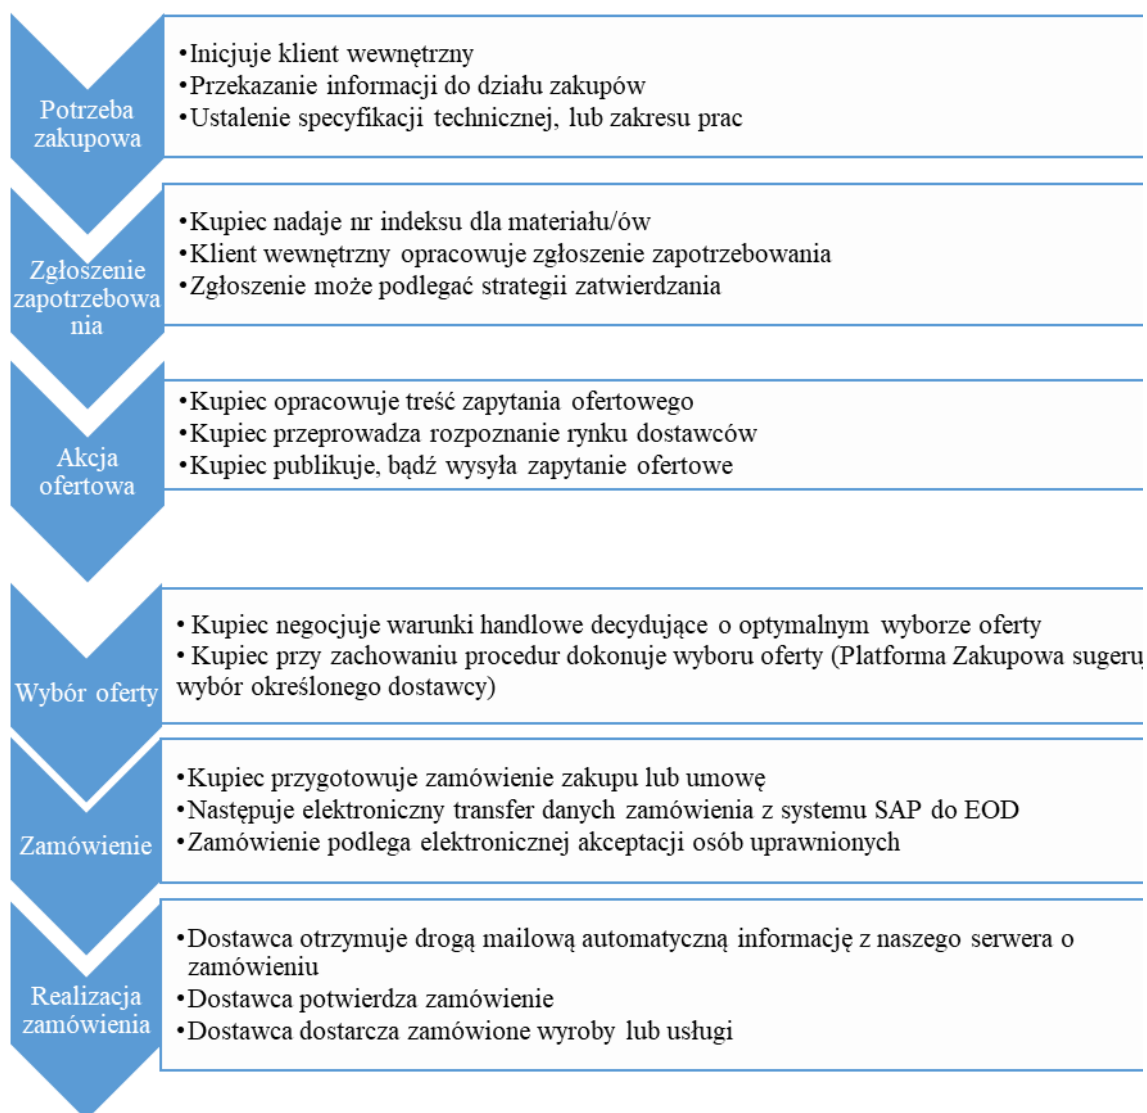 Potrzeba
zakupowa
•Inicjuje klient wewnętrzny
•Przekazanie informacji do działu zakupów
•Ustalenie specyfikacji technicznej, lub zakresu prac
Zgłoszenie
zapotrzebowa
nia
•Kupiec nadaje nr indeksu dla materiału/ów
•Klient wewnętrzny opracowuje zgłoszenie zapotrzebowania
•Zgłoszenie może podlegać strategii zatwierdzania
Akcja
ofertowa
•Kupiec opracowuje treść zapytania ofertowego
•Kupiec przeprowadza rozpoznanie rynku dostawców
•Kupiec publikuje, bądź wysyła zapytanie ofertowe
Wybór oferty
• Kupiec negocjuje warunki handlowe decydujące o optymalnym wyborze oferty
• Kupiec przy zachowaniu procedur dokonuje wyboru oferty (Platforma Zakupowa sugeruj
wybór określonego dostawcy)
Zamówienie
•Kupiec przygotowuje zamówienie zakupu lub umowę
•Następuje elektroniczny transfer danych zamówienia z systemu SAP do EOD
•Zamówienie podlega elektronicznej akceptacji osób uprawnionych
Realizacja
zamówienia
•Dostawca otrzymuje drogą mailową automatyczną informację z naszego serwera o
zamówieniu
•Dostawca potwierdza zamówienie
•Dostawca dostarcza zamówione wyroby lub usługi